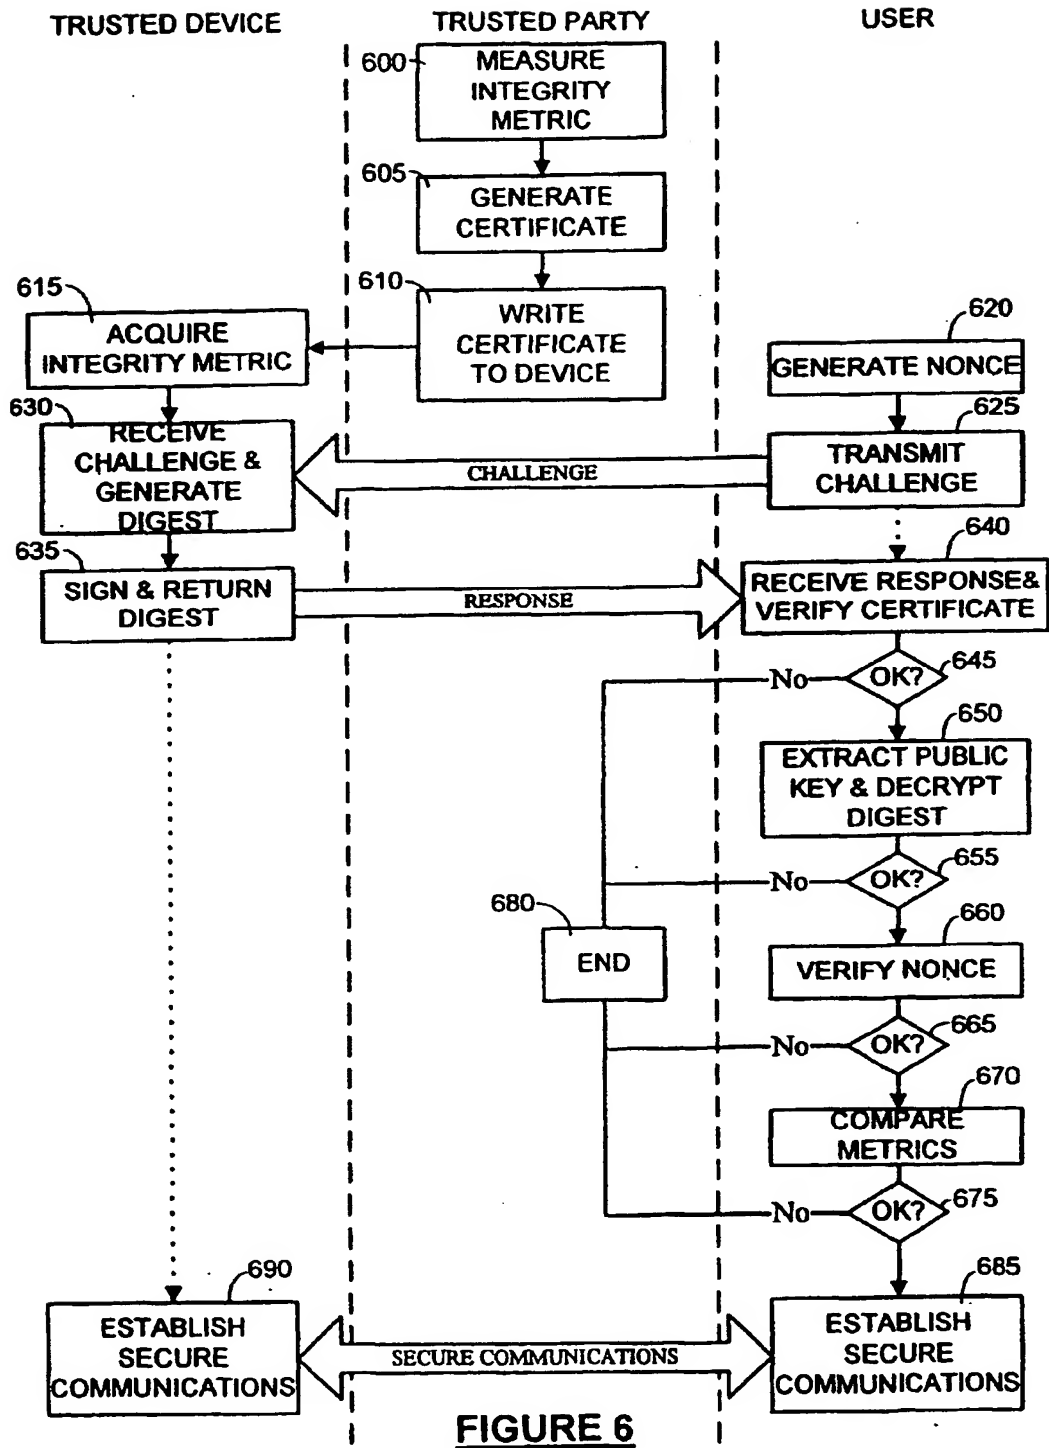 TRUSTED DEVICE
TRUSTED PARTY
USER
600
MEASURE
INTEGRITY
METRIC
605
GENERATE
CERTIFICATE
610
WRITE
CERTIFICATE
TO DEVICE
615
ACQUIRE
INTEGRITY METRIC
620
GENERATE NONCE
625
TRANSMIT
CHALLENGE
CHALLENGE
630
RECEIVE
CHALLENGE &
GENERATE
DIGEST
635
SIGN & RETURN
DIGEST
RESPONSE
640
RECEIVE RESPONSE&
VERIFY CERTIFICATE
645
OK?
No
650
EXTRACT PUBLIC
KEY & DECRYPT
DIGEST
655
OK?
No
680
END
660
VERIFY NONCE
665
OK?
No
670
COMPARE
METRICS
675
OK?
No
690
ESTABLISH
SECURE
COMMUNICATIONS
SECURE COMMUNICATIONS
685
ESTABLISH
SECURE
COMMUNICATIONS
FIGURE 6